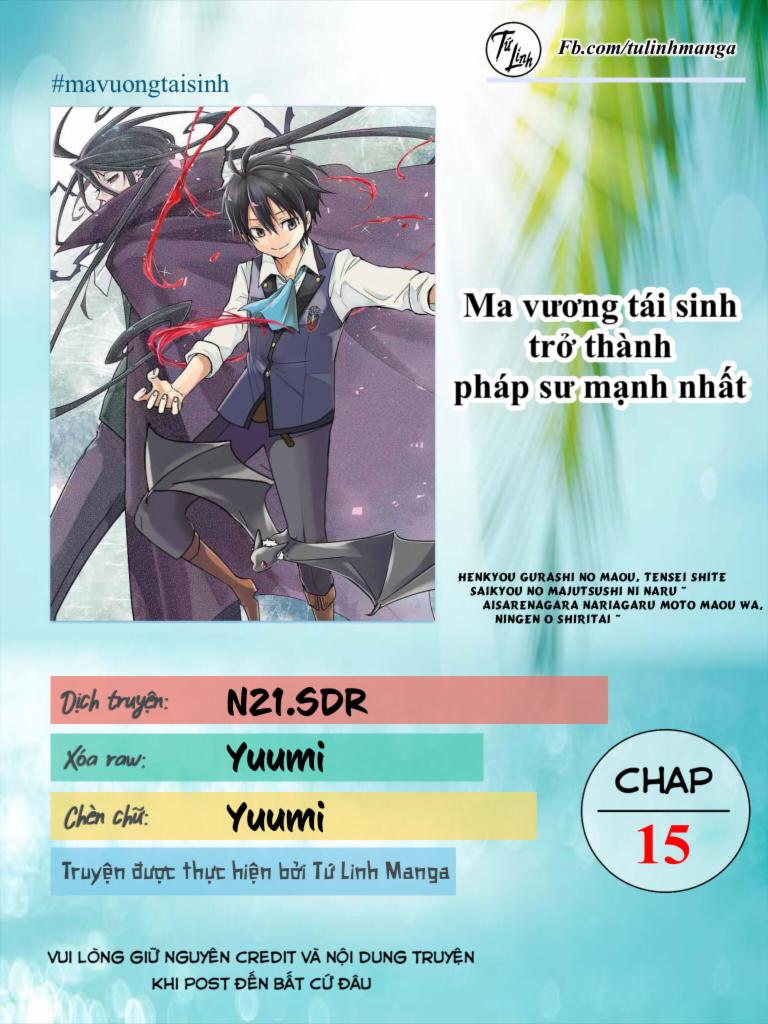 Tứ
Linh
Fb.com/tulinhmanga
#mavuongtaisinh
Ma vương tái sinh
trở thành
pháp sư mạnh nhất
HENKYOU GURASHI NO MAOU, TENSEI SHITE
SAIKYOU NO MAJUTSUSHI NI NARU ~
AISARENAGARA NARIAGARU MOTO MAOU WA,
NINGEN O SHIRITAI ~
Dịch truyện: N21.SDR
Xóa raw: Yuumi
Chèn chữ: Yuumi
Truyện được thực hiện bởi Tứ Linh Manga
CHAP
15
VUI LÒNG GIỮ NGUYÊN CREDIT VÀ NỘI DUNG TRUYỆN
KHI POST ĐẾN BẤT CỨ ĐÂU